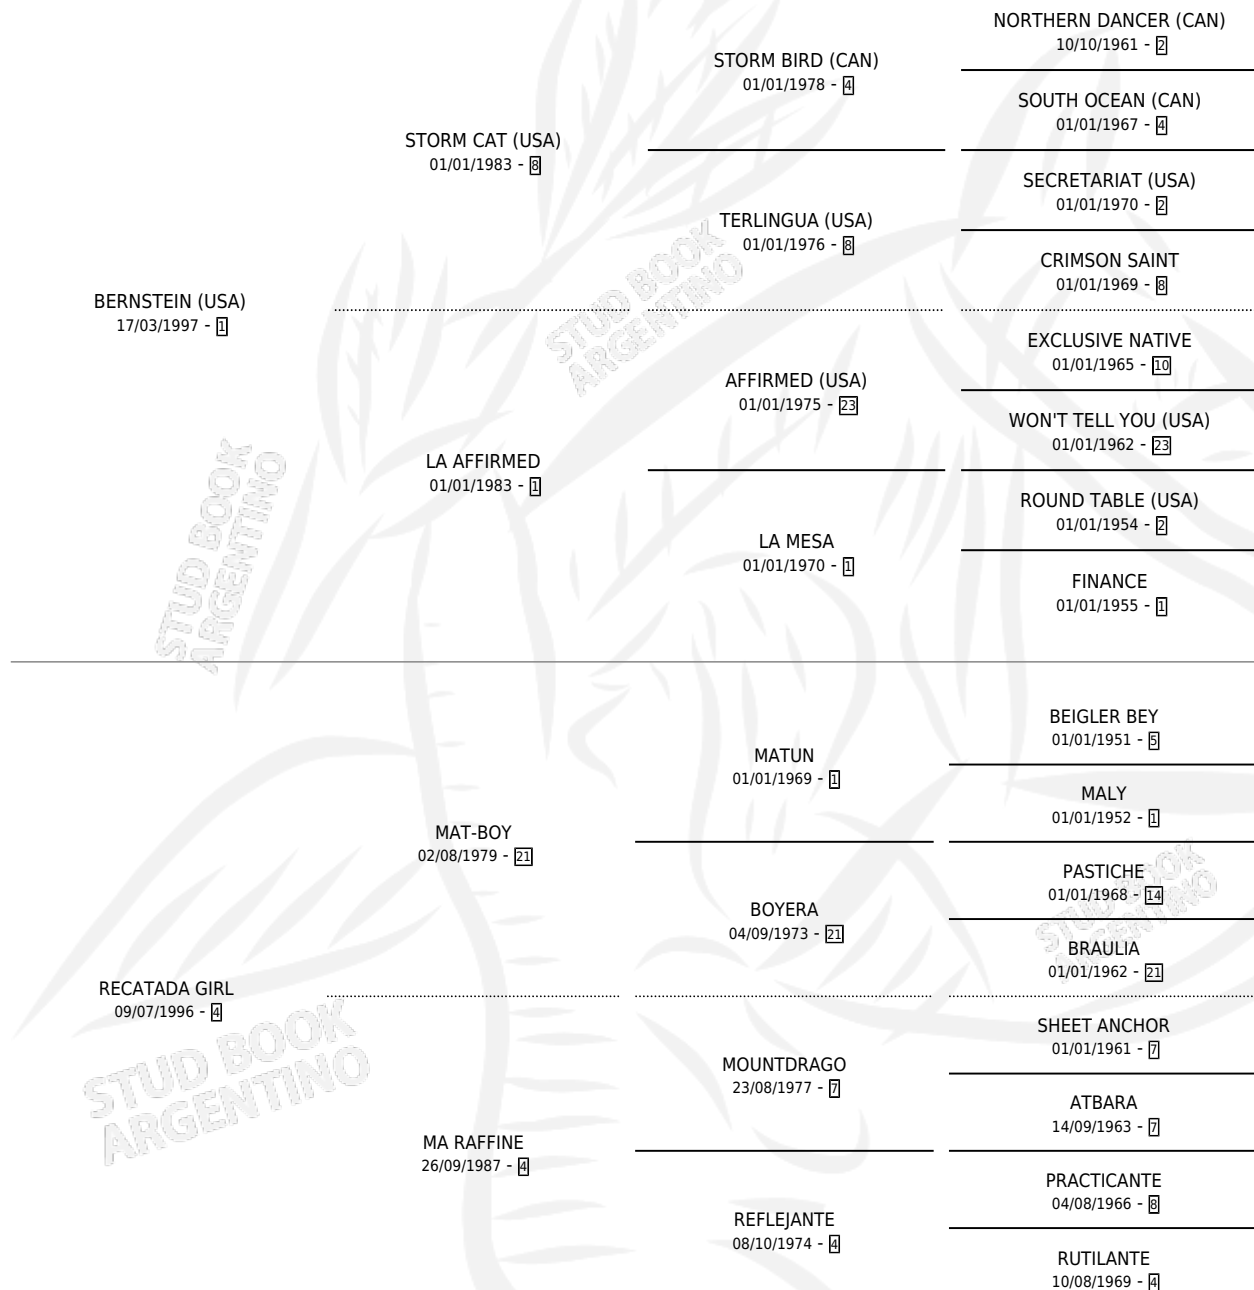 NORTHERN DANCER (CAN)
10/10/1961 - 2
STORM BIRD (CAN)
01/01/1978 - 4
SOUTH OCEAN (CAN)
01/01/1967 - 4
STORM CAT (USA)
01/01/1983 - 8
SECRETARIAT (USA)
01/01/1970 - 2
TERLINGUA (USA)
01/01/1976 - 8
CRIMSON SAINT
01/01/1969 - 8
BERNSTEIN (USA)
17/03/1997 - 1
EXCLUSIVE NATIVE
01/01/1965 - 10
AFFIRMED (USA)
01/01/1975 - 23
WON'T TELL YOU (USA)
01/01/1962 - 23
LA AFFIRMED
01/01/1983 - 1
ROUND TABLE (USA)
01/01/1954 - 2
LA MESA
01/01/1970 - 1
FINANCE
01/01/1955 - 1
BEIGLER BEY
01/01/1951 - 5
MATUN
01/01/1969 - 1
MALY
01/01/1952 - 1
MAT-BOY
02/08/1979 - 21
PASTICHE
01/01/1968 - 14
BOYERA
04/09/1973 - 21
BRAULIA
01/01/1962 - 21
RECATADA GIRL
09/07/1996 - 4
SHEET ANCHOR
01/01/1961 - 7
MOUNTDRAGO
23/08/1977 - 7
ATBARA
14/09/1963 - 7
MA RAFFINE
26/09/1987 - 4
PRACTICANTE
04/08/1966 - 8
REFLEJANTE
08/10/1974 - 4
RUTILANTE
10/08/1969 - 4
STUD BOOK
ARGENTINO
STUD BOOK
ARGENTINO
STUD BOOK
ARGENTINO
STUD BOOK
ARGENTINO